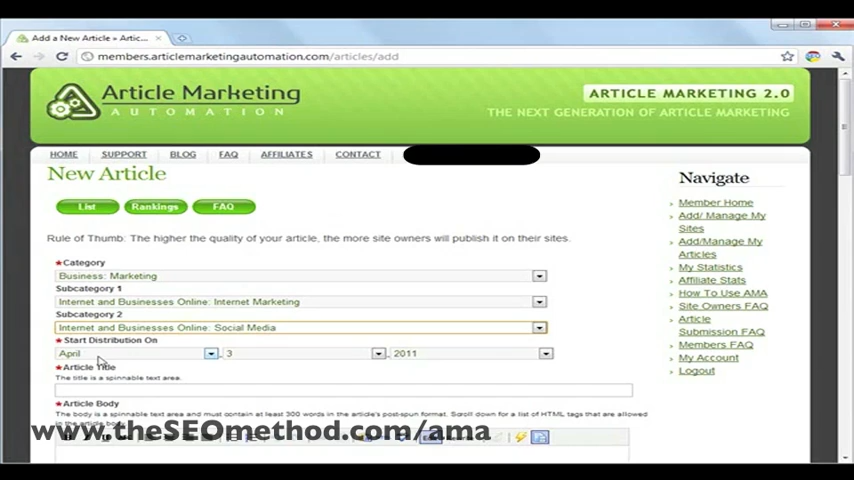 Add a New Article » Artic...
members.articlemarketingautomation.com/articles/add
Article Marketing
AUTOMATION
ARTICLE MARKETING 2.0
THE NEXT GENERATION OF ARTICLE MARKETING
HOME SUPPORT BLOG FAQ AFFILIATES CONTACT
New Article
List Rankings FAQ
Rule of Thumb: The higher the quality of your article, the more site owners will publish it on their sites.
*Category
Business: Marketing
Subcategory 1
Internet and Businesses Online: Internet Marketing
Subcategory 2
Internet and Businesses Online: Social Media
*Start Distribution On
April - 3 - 2011
*Article Title
The title is a spinnable text area.
*Article Body
The body is a spinnable text area and must contain at least 300 words in the article's post-spun format. Scroll down for a list of HTML tags that are allowed
in the article body.
www.theSEOmethod.com/ama
Navigate
Member Home
Add/ Manage My
Sites
Add/Manage My
Articles
My Statistics
Affiliate Stats
How To Use AMA
Site Owners FAQ
Article
Submission FAQ
Members FAQ
My Account
Logout